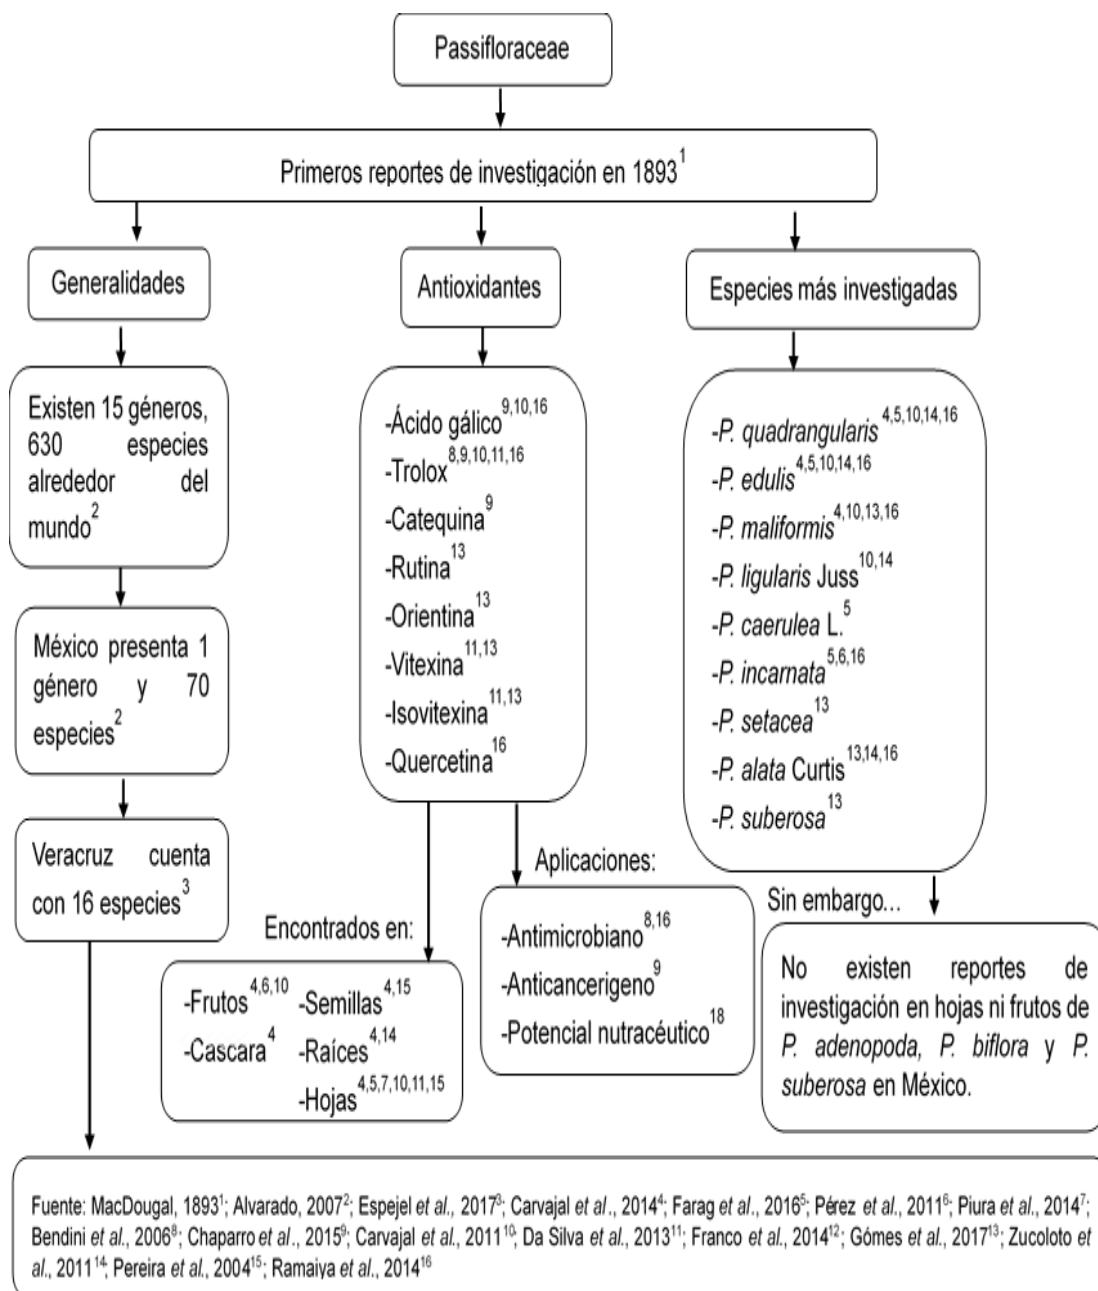 Passifloraceae
Primeros reportes de investigación en 1893¹
Generalidades
Existen 15 géneros,
630 especies
alrededor del
mundo²
México presenta 1
género y 70
especies²
Veracruz cuenta
con 16 especies³
Antioxidantes
-Ácido gálico⁹,¹⁰,¹⁶
-Trolox⁸,⁹,¹⁰,¹¹,¹⁶
-Catequina⁹
-Rutina¹³
-Orientina¹³
-Vitexina¹¹,¹³
-Isovitexina¹¹,¹³
-Quercetina¹⁶
Encontrados en:
-Frutos⁴,⁶,¹⁰ -Semillas⁴,¹⁵
-Cascara⁴ -Raíces⁴,¹⁴
-Hojas⁴,⁵,⁷,¹⁰,¹¹,¹⁵
Aplicaciones:
-Antimicrobiano⁸,¹⁶
-Anticancerigeno⁹
-Potencial nutracéutico¹⁸
Especies más investigadas
-P. quadrangularis⁴,⁵,¹⁰,¹⁴,¹⁶
-P. edulis⁴,⁵,¹⁰,¹⁴,¹⁶
-P. maliformis⁴,¹⁰,¹³,¹⁶
-P. ligularis Juss¹⁰,¹⁴
-P. caerulea L.⁵
-P. incarnata⁵,⁶,¹⁶
-P. setacea¹³
-P. alata Curtis¹³,¹⁴,¹⁶
-P. suberosa¹³
Sin embargo...
No existen reportes de
investigación en hojas ni frutos de
P. adenopoda, P. biflora y P.
suberosa en México.
Fuente: MacDougal, 1893¹; Alvarado, 2007²; Espejel et al., 2017³; Carvajal et al., 2014⁴; Farag et al., 2016⁵; Pérez et al., 2011⁶; Piura et al., 2014⁷;
Bendini et al., 2006⁸; Chaparro et al., 2015⁹; Carvajal et al., 2011¹⁰; Da Silva et al., 2013¹¹; Franco et al., 2014¹²; Gómes et al., 2017¹³; Zucoloto et
al., 2011¹⁴; Pereira et al., 2004¹⁵; Ramaiya et al., 2014¹⁶